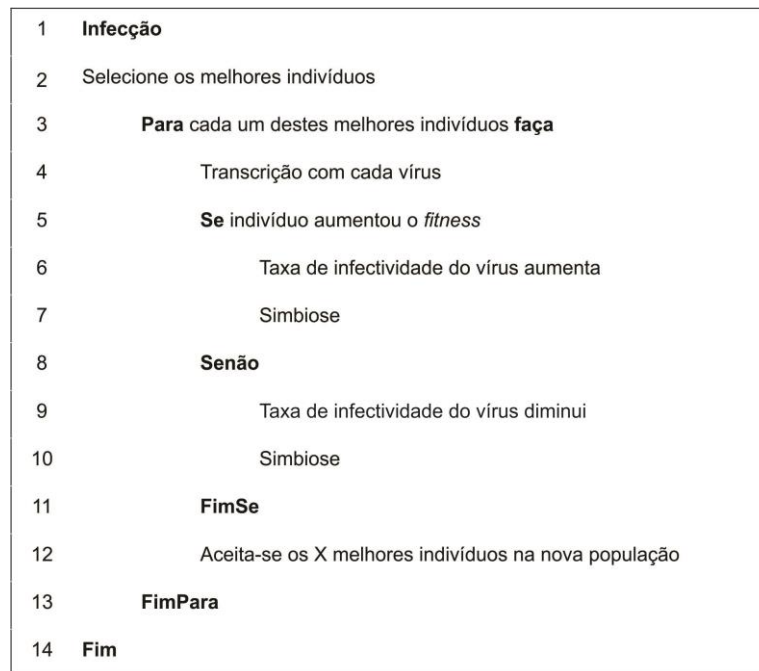 1 Infecção
2 Selecione os melhores indivíduos
3 Para cada um destes melhores indivíduos faça
4 Transcrição com cada vírus
5 Se indivíduo aumentou o fitness
6 Taxa de infectividade do vírus aumenta
7 Simbiose
8 Senão
9 Taxa de infectividade do vírus diminui
10 Simbiose
11 FimSe
12 Aceita-se os X melhores indivíduos na nova população
13 FimPara
14 Fim